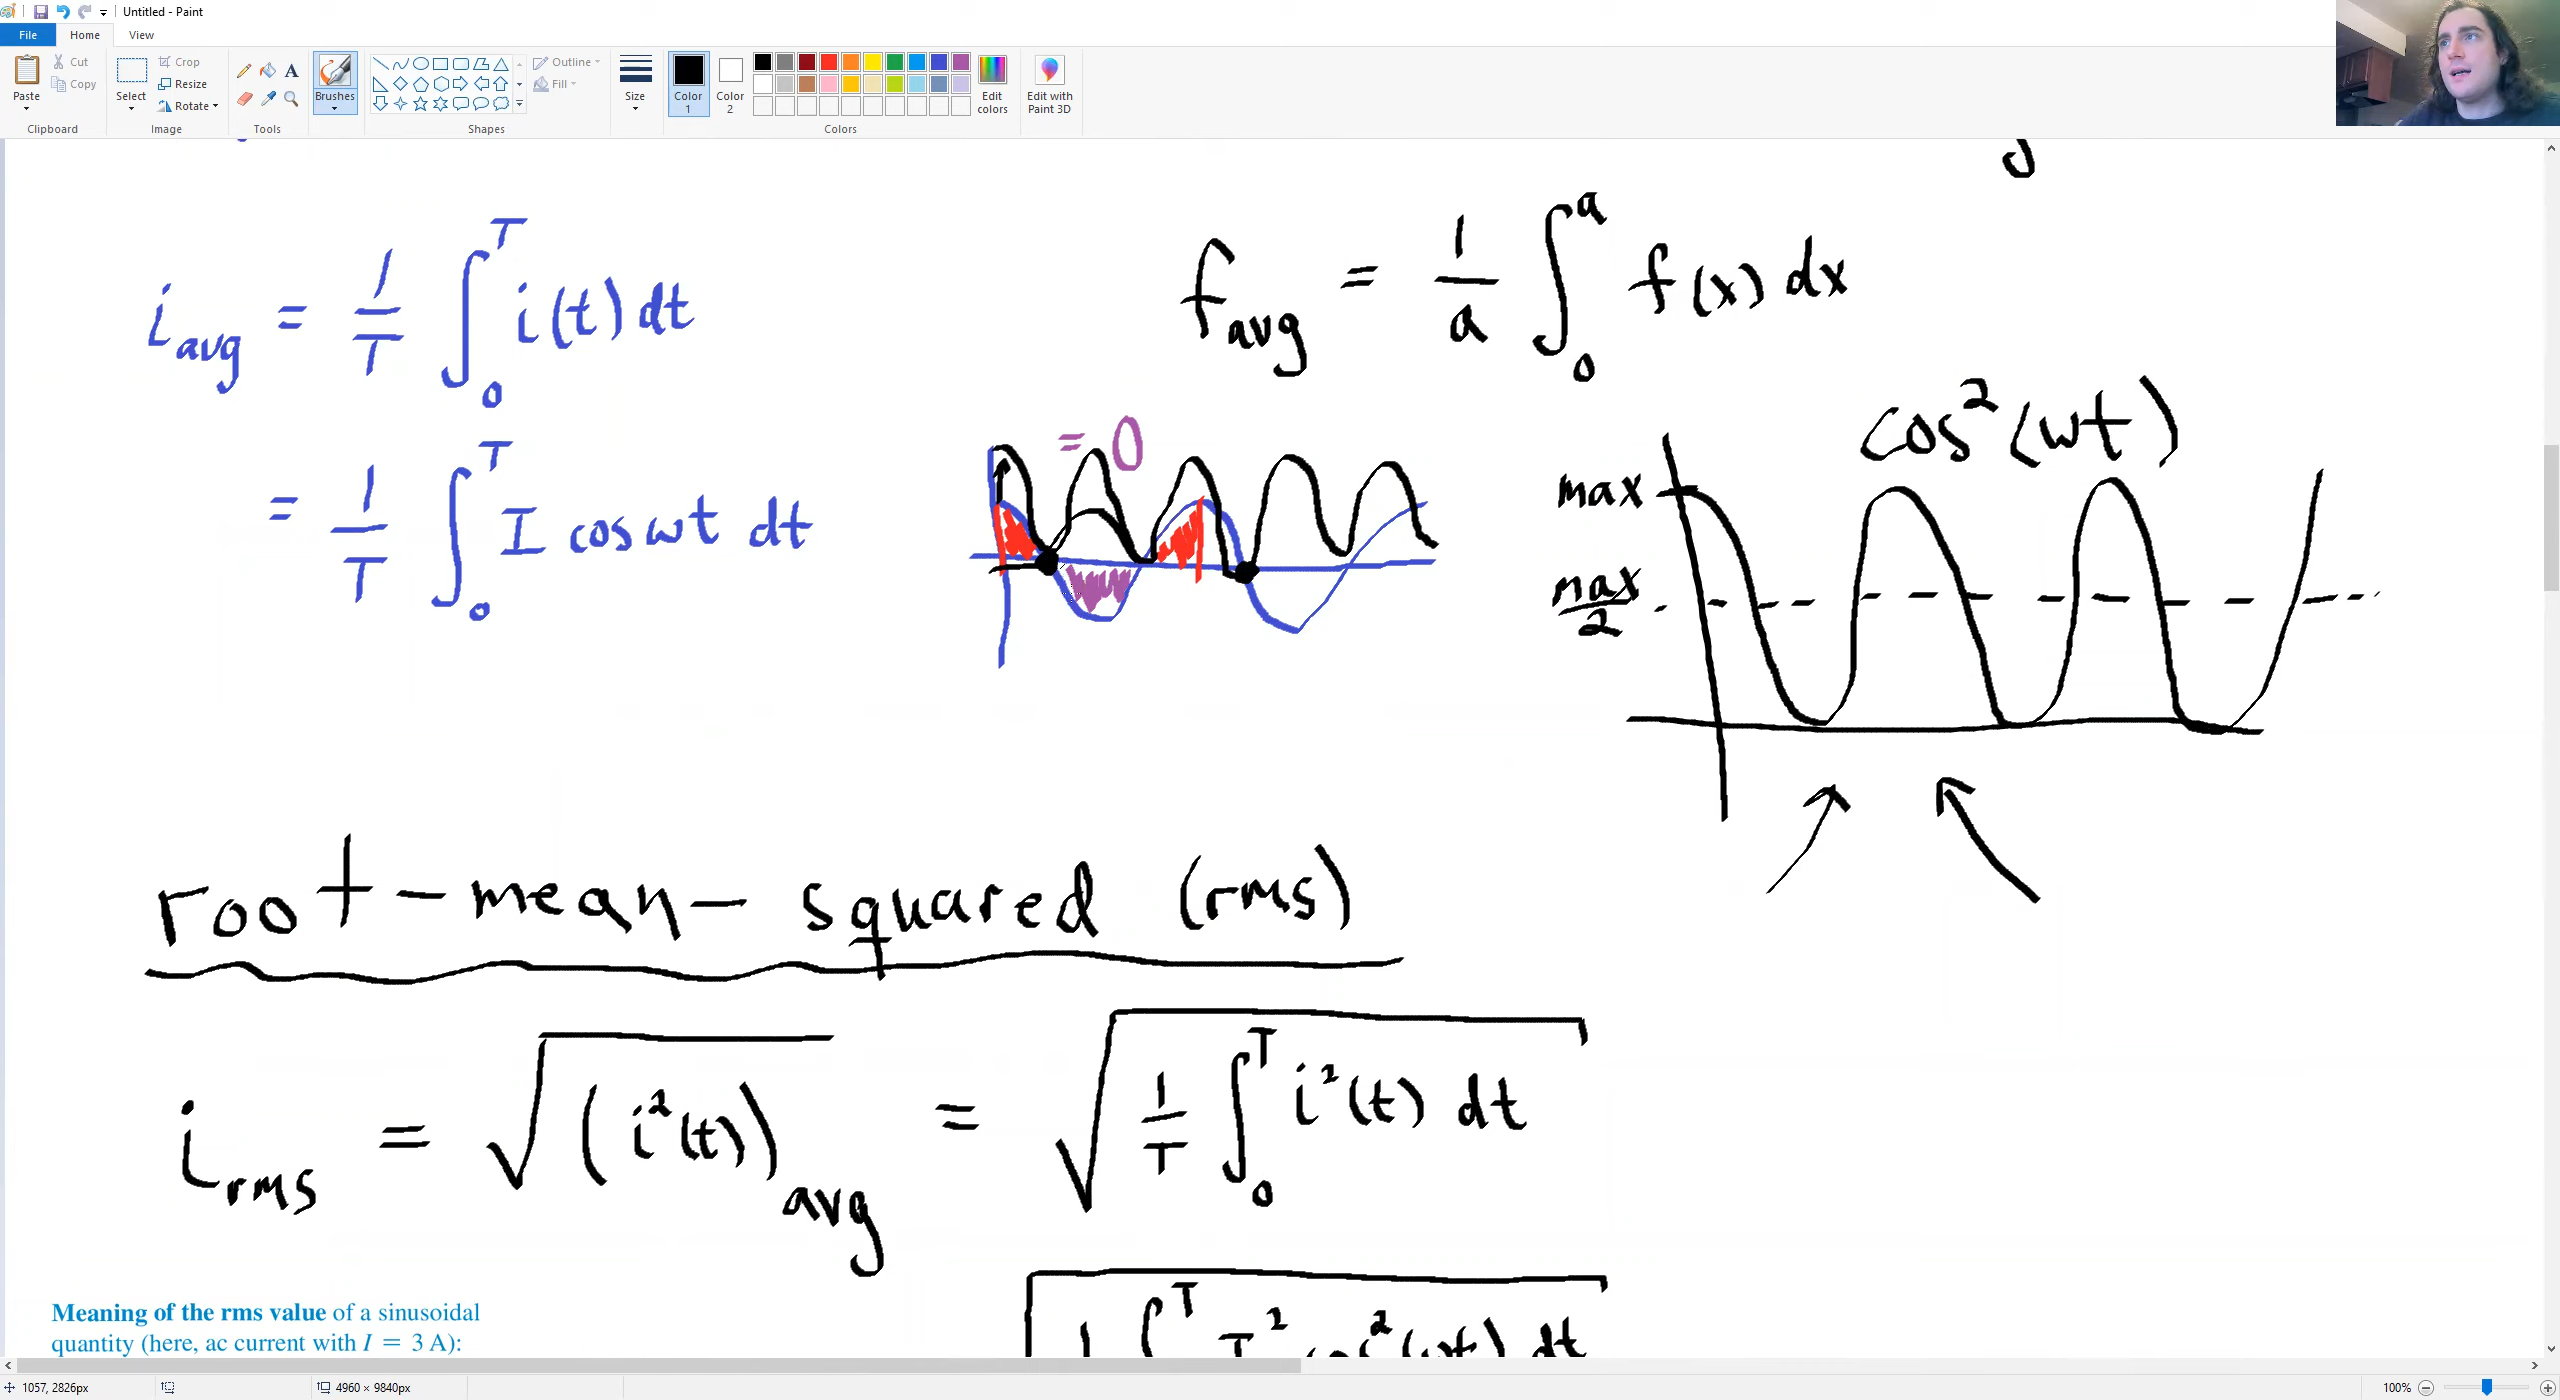 Untitled - Paint
File Home View
Paste Cut Copy Clipboard
Select Crop Resize Rotate Image
Tools
Brushes
Outline Fill Shapes
Size
Color 1 Color 2 Edit colors Colors
Edit with Paint 3D
i_avg = 1/T ∫_0^T i(t) dt
= 1/T ∫_0^T I cos wt dt
f_avg = 1/a ∫_0^a f(x) dx
= 0
cos²(wt)
max
max/2
root-mean-squared (rms)
i_rms = √(i²(t))_avg = √(1/T ∫_0^T i²(t) dt)
∫^T I² cos²(wt) dt
Meaning of the rms value of a sinusoidal
quantity (here, ac current with I = 3 A):
1057, 2826px 4960 × 9840px 100%